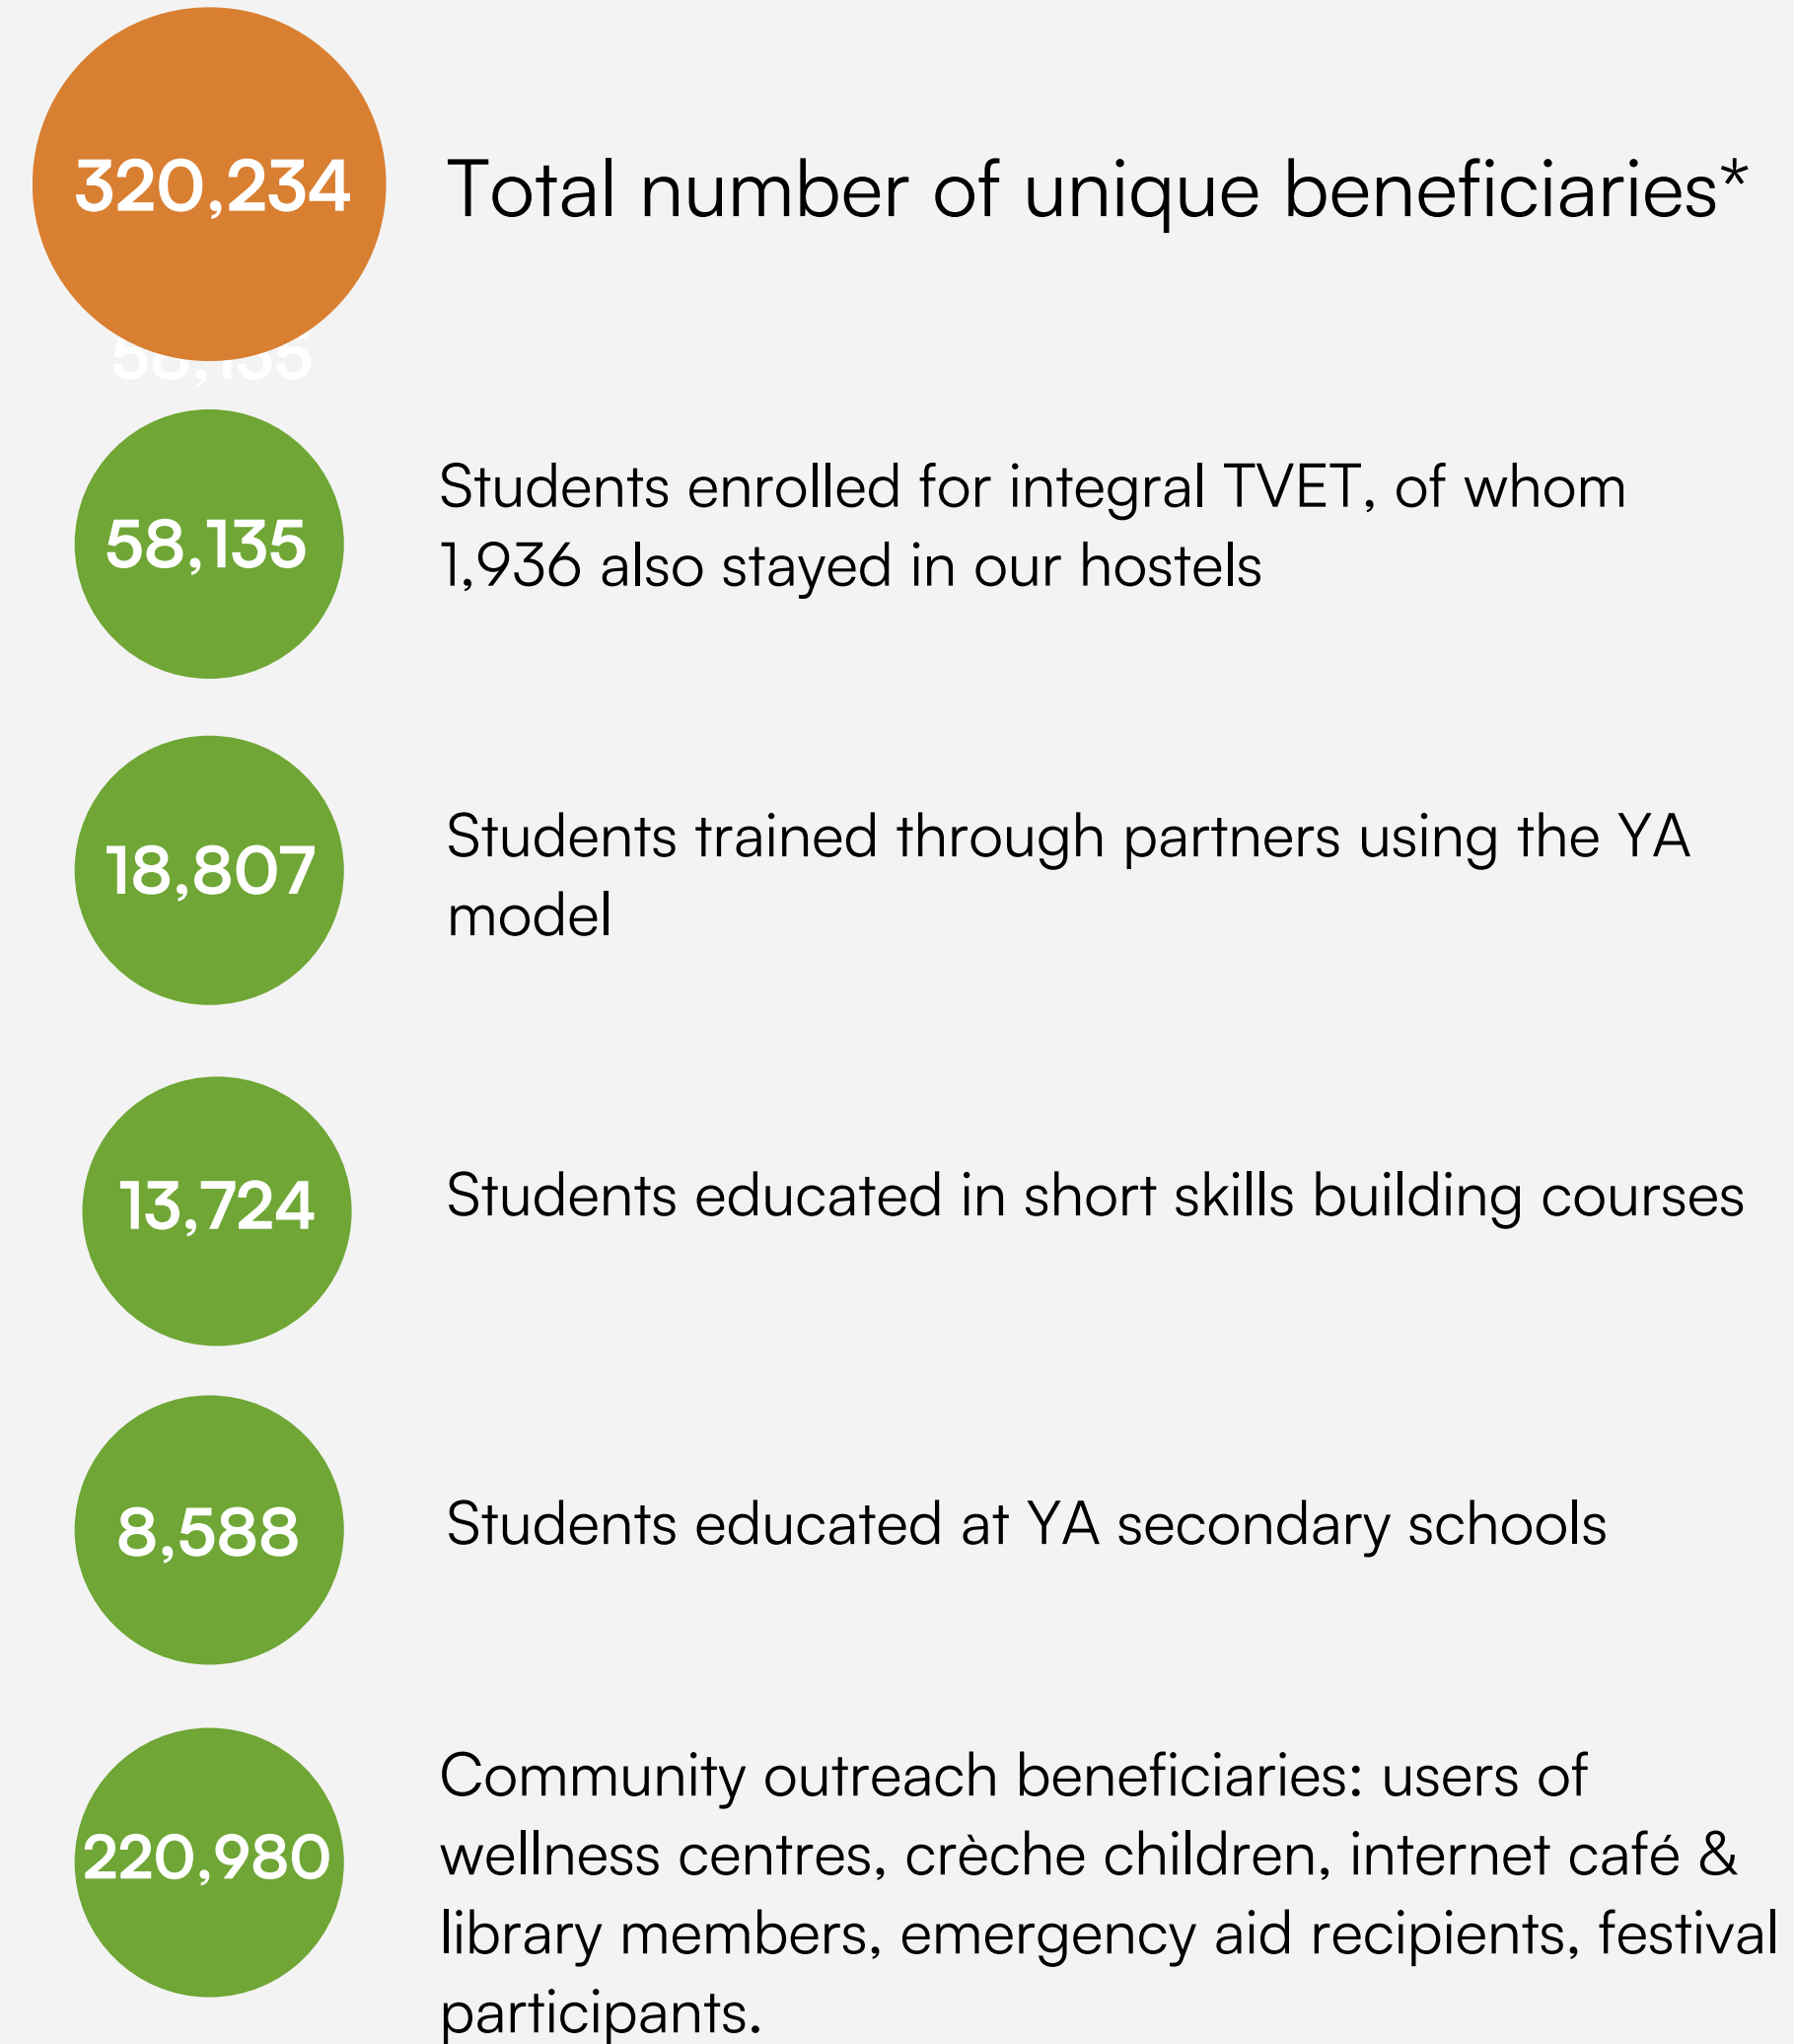 320,234
Total number of unique beneficiaries*
58,135
58,135
Students enrolled for integral TVET, of whom
1,936 also stayed in our hostels
18,807
Students trained through partners using the YA
model
13,724
Students educated in short skills building courses
8,588
Students educated at YA secondary schools
220,980
Community outreach beneficiaries: users of
wellness centres, crèche children, internet café &
library members, emergency aid recipients, festival
participants.